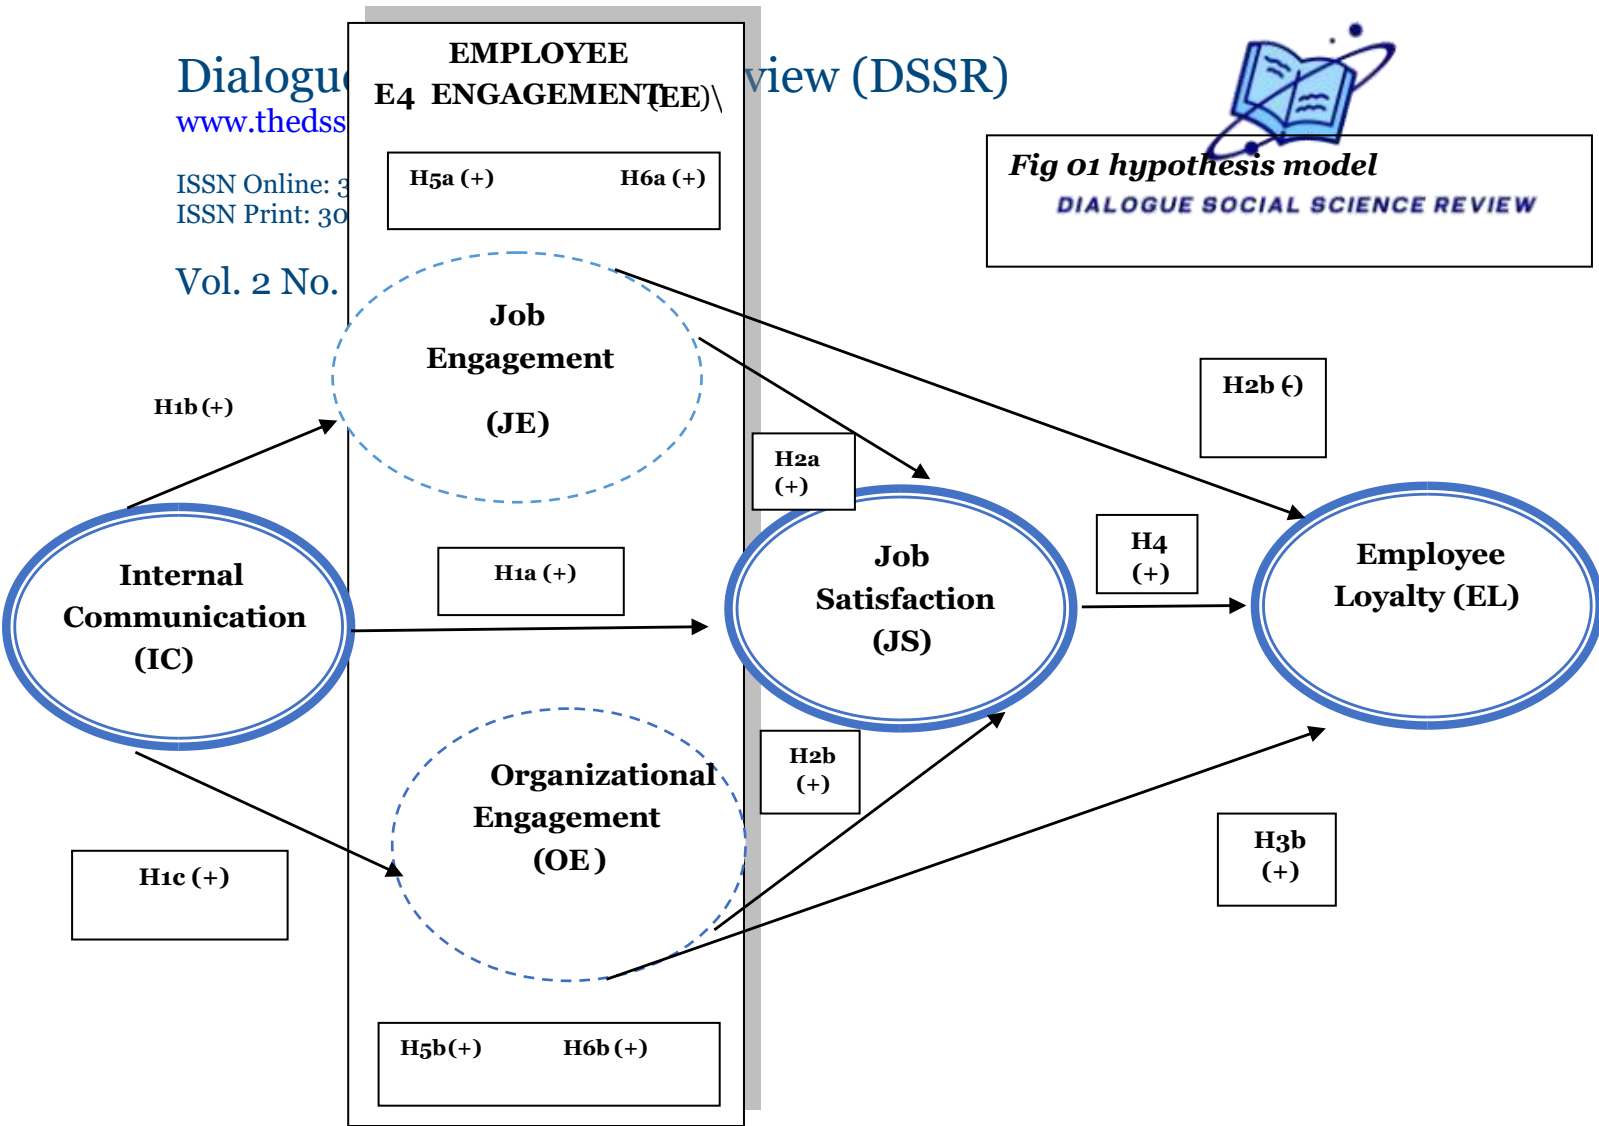 Dialogue
view (DSSR)
www.thedss
ISSN Online: 3
ISSN Print: 30
Vol. 2 No.
EMPLOYEE
E4 ENGAGEMENT(EE)\
H5a (+) H6a (+)
Fig 01 hypothesis model
DIALOGUE SOCIAL SCIENCE REVIEW
Job
Engagement
(JE)
H1b (+)
H2b (-)
H2a
(+)
Internal
Communication
(IC)
H1a (+)
Job
Satisfaction
(JS)
H4
(+)
Employee
Loyalty (EL)
Organizational
Engagement
(OE )
H2b
(+)
H1c (+)
H3b
(+)
H5b (+) H6b (+)